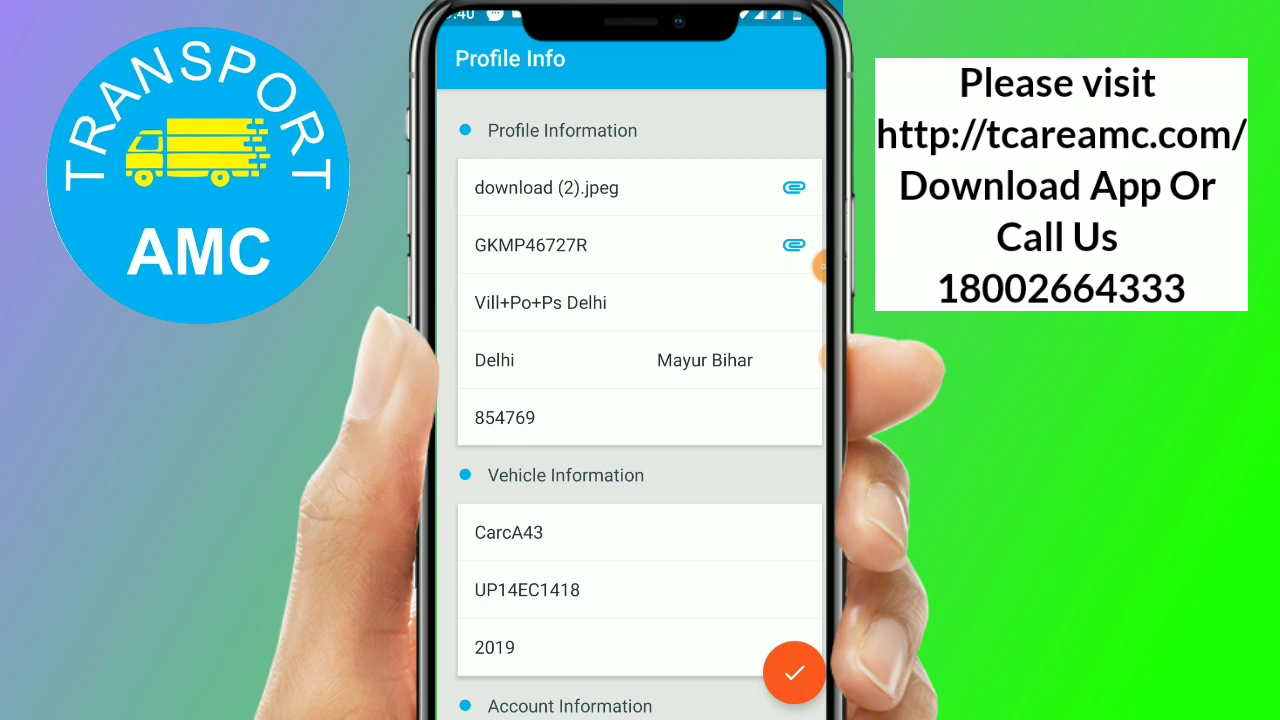 TRANSPORT
AMC
:40
Profile Info
Profile Information
download (2).jpeg
GKMP46727R
Vill+Po+Ps Delhi
Delhi Mayur Bihar
854769
Vehicle Information
CarcA43
UP14EC1418
2019
Account Information
Please visit
http://tcareamc.com/
Download App Or
Call Us
18002664333